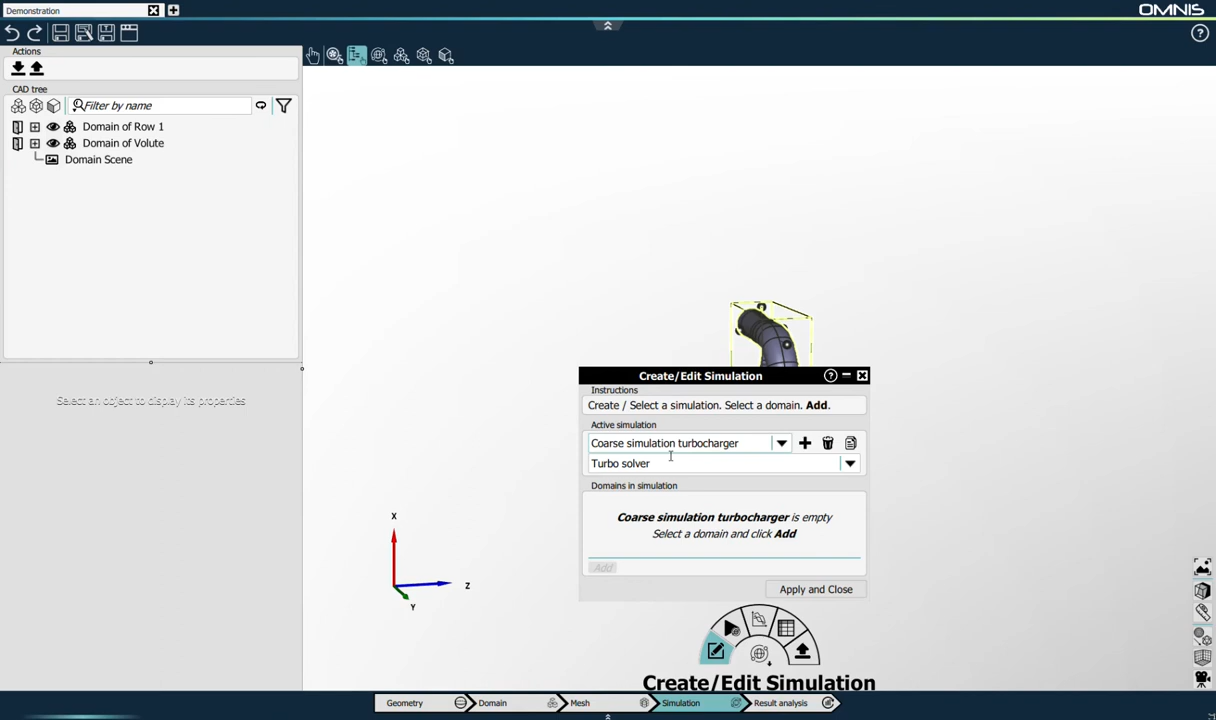 Demonstration
OMNIS
Actions
CAD tree
Filter by name
Domain of Row 1
Domain of Volute
Domain Scene
Select an object to display its properties
X
Z
Y
Create/Edit Simulation
Instructions
Create / Select a simulation. Select a domain. Add.
Active simulation
Coarse simulation turbocharger
Turbo solver
Domains in simulation
Coarse simulation turbocharger is empty
Select a domain and click Add
Add
Apply and Close
Create/Edit Simulation
Geometry
Domain
Mesh
Simulation
Result analysis